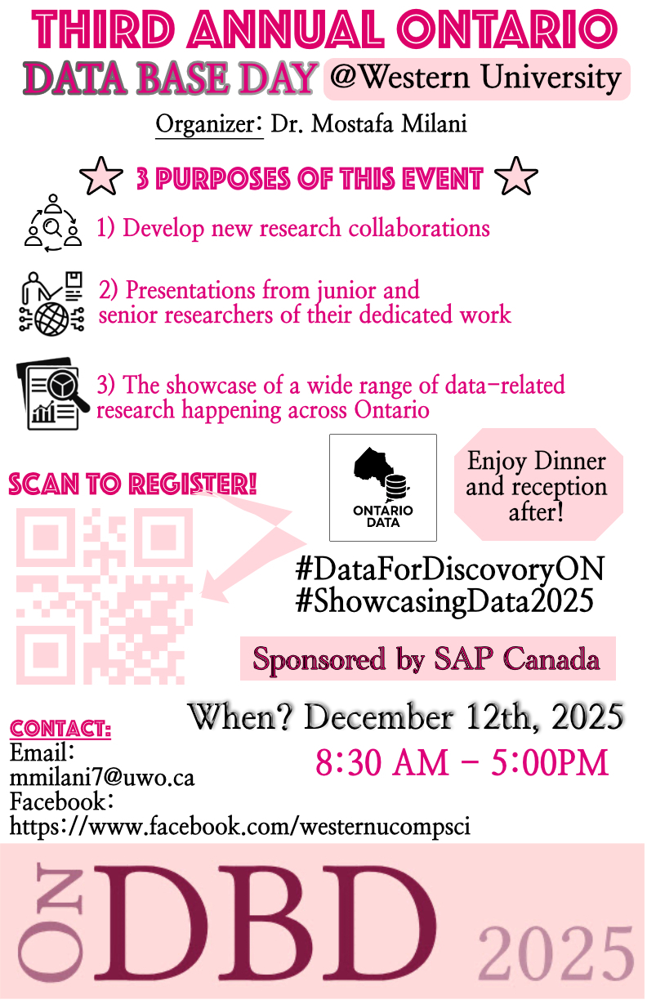 THIRD ANNUAL ONTARIO
DATA BASE DAY @Western University
Organizer: Dr. Mostafa Milani
3 PURPOSES OF THIS EVENT
1) Develop new research collaborations
2) Presentations from junior and
senior researchers of their dedicated work
3) The showcase of a wide range of data-related
research happening across Ontario
SCAN TO REGISTER!
ONTARIO
DATA
Enjoy Dinner
and reception
after!
#DataForDiscovoryON
#ShowcasingData2025
Sponsored by SAP Canada
When? December 12th, 2025
8:30 AM - 5:00PM
CONTACT:
Email:
mmilani7@uwo.ca
Facebook:
https://www.facebook.com/westernucompsci
ON DBD 2025